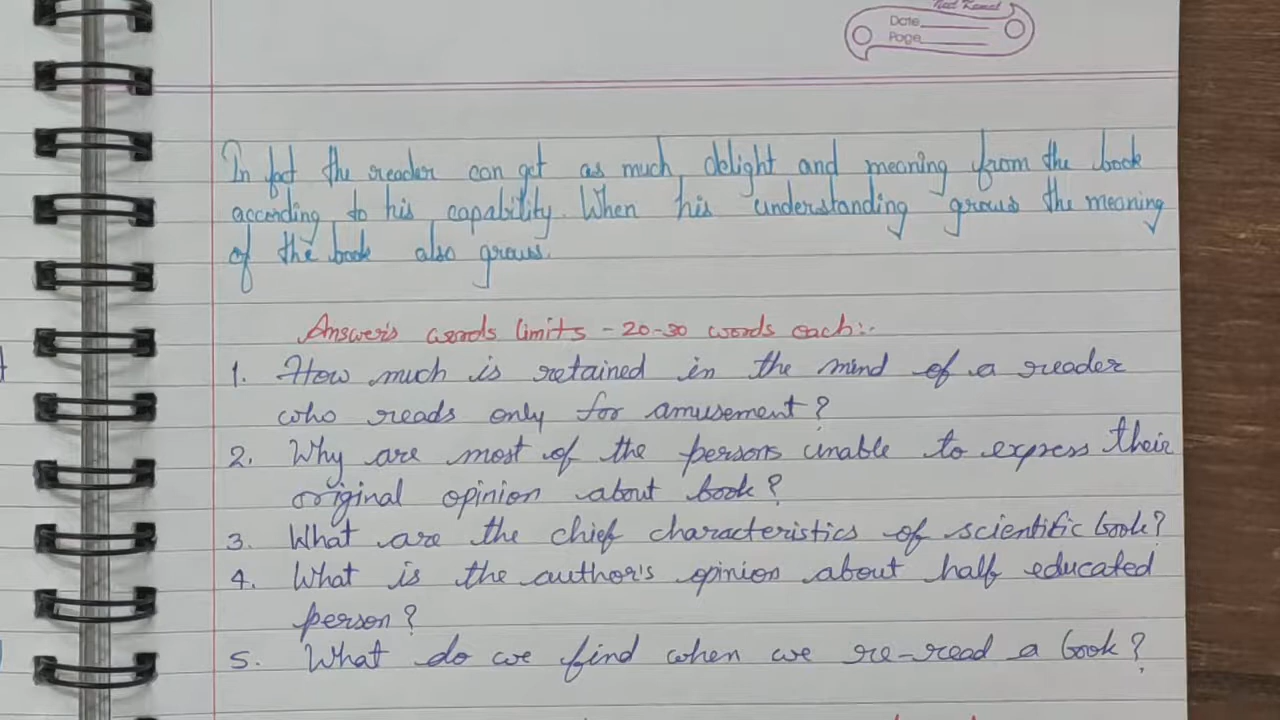 Neel Kamal
Date
Page
In fact the reader can get as much delight and meaning from the book
according to his capability. When his understanding grows the meaning
of the book also grows.
Answer's words limits - 20-30 words each:-
1. How much is retained in the mind of a reader
who reads only for amusement?
2. Why are most of the persons unable to express their
original opinion about book?
3. What are the chief characteristics of scientific book?
4. What is the author's opinion about half educated
person?
5. What do we find when we re-read a book?